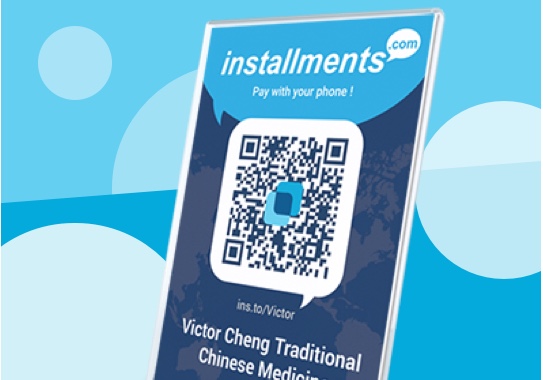 installments.com
Pay with your phone !
ins.to/Victor
Victor Cheng Traditional
Chinese Medicine